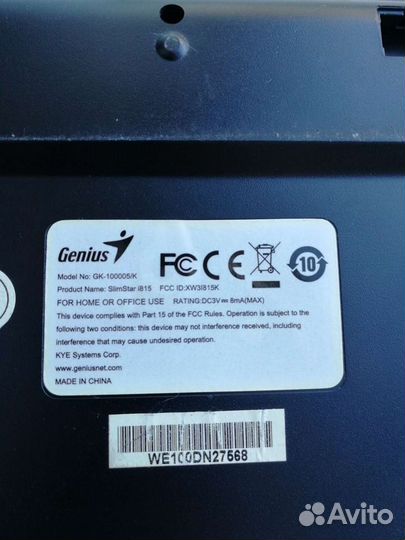 Genius
FC CE 10
Model No: GK-100005/K
Product Name: SlimStar i815 FCC ID:XW3I815K
FOR HOME OR OFFICE USE RATING:DC3V⎓8mA(MAX)
This device complies with Part 15 of the FCC Rules. Operation is subject to the
following two conditions: this device may not interference received, including
interference that may cause undesired operation.
KYE Systems Corp.
www.geniusnet.com
MADE IN CHINA
WE100DN27568
Avito